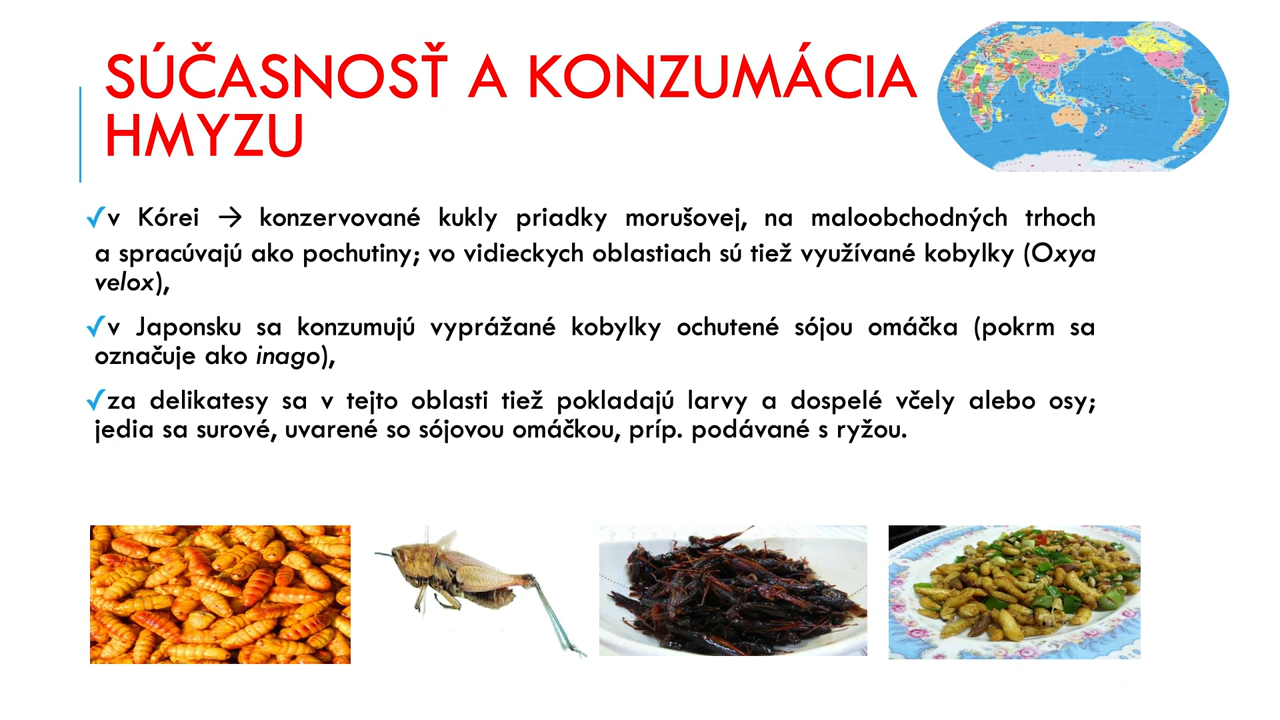 SÚČASNOSŤ A KONZUMÁCIA
HMYZU
✓v Kórei → konzervované kukly priadky morušovej, na maloobchodných trhoch
a spracúvajú ako pochutiny; vo vidieckych oblastiach sú tiež využívané kobylky (Oxya
velox),
✓v Japonsku sa konzumujú vyprážané kobylky ochutené sójou omáčka (pokrm sa
označuje ako inago),
✓za delikatesy sa v tejto oblasti tiež pokladajú larvy a dospelé včely alebo osy;
jedia sa surové, uvarené so sójovou omáčkou, príp. podávané s ryžou.